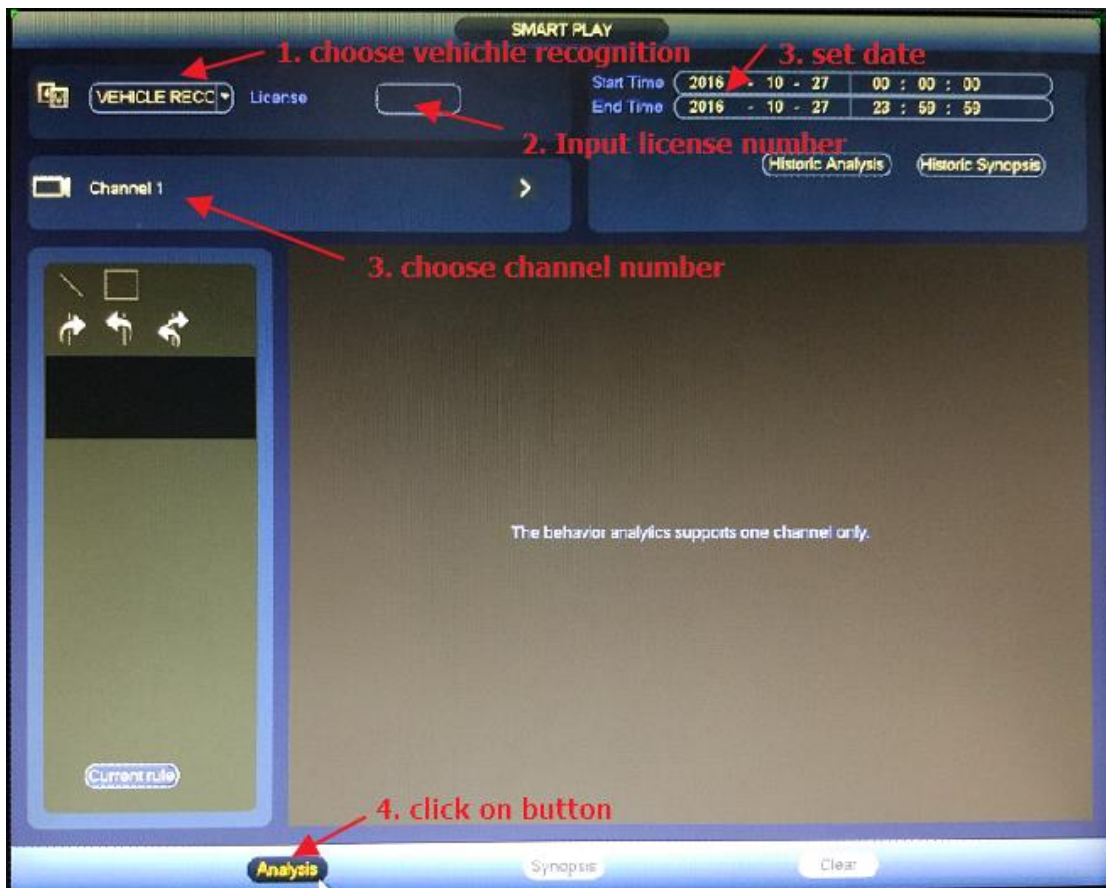 SMART PLAY
1. choose vehichle recognition
3. set date
VEHICLE RECC
License
Start Time 2016 - 10 - 27 00 : 00 : 00
End Time 2016 - 10 - 27 23 : 59 : 59
2. Input license number
Historic Analysis Historic Synopsis
Channel 1
3. choose channel number
The behavior analytics supports one channel only.
Current rule
4. click on button
Analysis Synopsis Clear